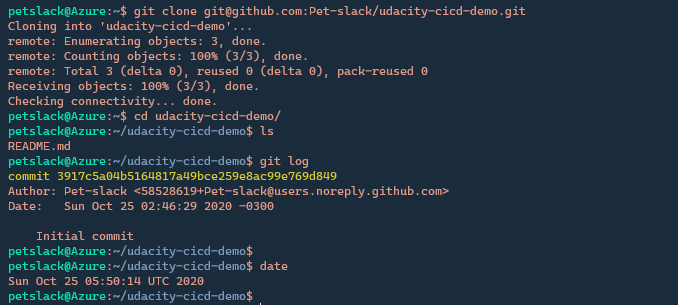 petslack@Azure:~$ git clone git@github.com:Pet-slack/udacity-cicd-demo.git
Cloning into 'udacity-cicd-demo'...
remote: Enumerating objects: 3, done.
remote: Counting objects: 100% (3/3), done.
remote: Total 3 (delta 0), reused 0 (delta 0), pack-reused 0
Receiving objects: 100% (3/3), done.
Checking connectivity... done.
petslack@Azure:~$ cd udacity-cicd-demo/
petslack@Azure:~/udacity-cicd-demo$ ls
README.md
petslack@Azure:~/udacity-cicd-demo$ git log
commit 3917c5a04b5164817a49bce259e8ac99e769d849
Author: Pet-slack <58528619+Pet-slack@users.noreply.github.com>
Date:   Sun Oct 25 02:46:29 2020 -0300

    Initial commit
petslack@Azure:~/udacity-cicd-demo$
petslack@Azure:~/udacity-cicd-demo$ date
Sun Oct 25 05:50:14 UTC 2020
petslack@Azure:~/udacity-cicd-demo$